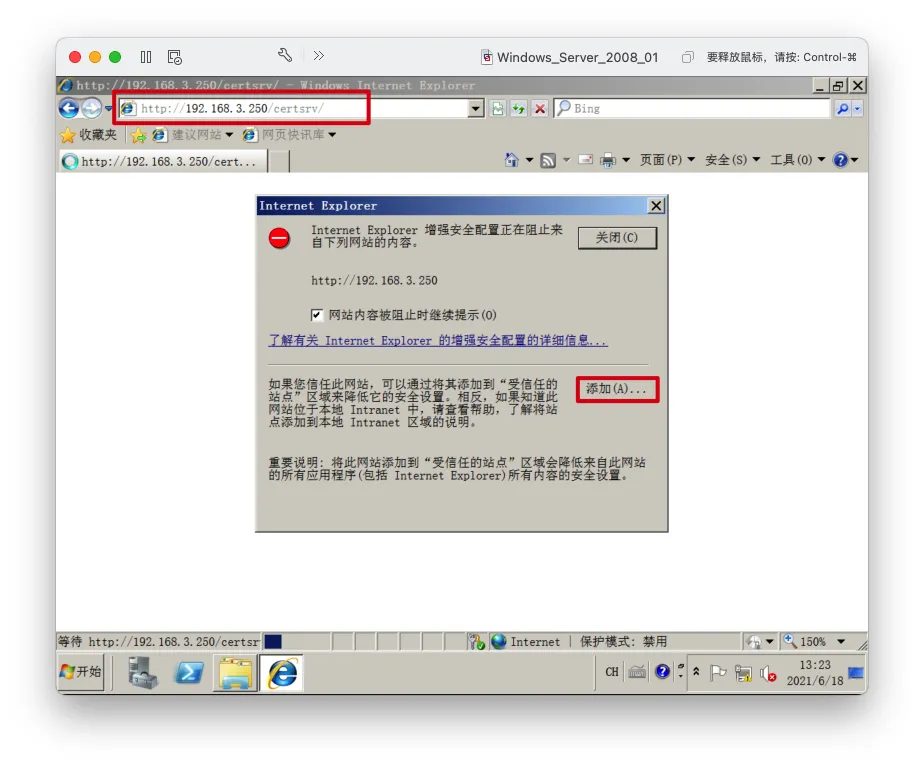 Windows_Server_2008_01
要释放鼠标，请按: Control-⌘
http://192.168.3.250/certsrv/ - Windows Internet Explorer
http://192.168.3.250/certsrv/
Bing
收藏夹
建议网站
网页快讯库
http://192.168.3.250/cert...
页面(P)
安全(S)
工具(O)
Internet Explorer
Internet Explorer 增强安全配置正在阻止来
自下列网站的内容。
关闭(C)
http://192.168.3.250
网站内容被阻止时继续提示(O)
了解有关 Internet Explorer 的增强安全配置的详细信息...
如果您信任此网站，可以通过将其添加到“受信任的
站点”区域来降低它的安全设置。相反，如果知道此
网站位于本地 Intranet 中，请查看帮助，了解将站
点添加到本地 Intranet 区域的说明。
添加(A)...
重要说明: 将此网站添加到“受信任的站点”区域会降低来自此网站
的所有应用程序(包括 Internet Explorer)所有内容的安全设置。
等待 http://192.168.3.250/certsr
Internet | 保护模式: 禁用
150%
开始
CH
13:23
2021/6/18